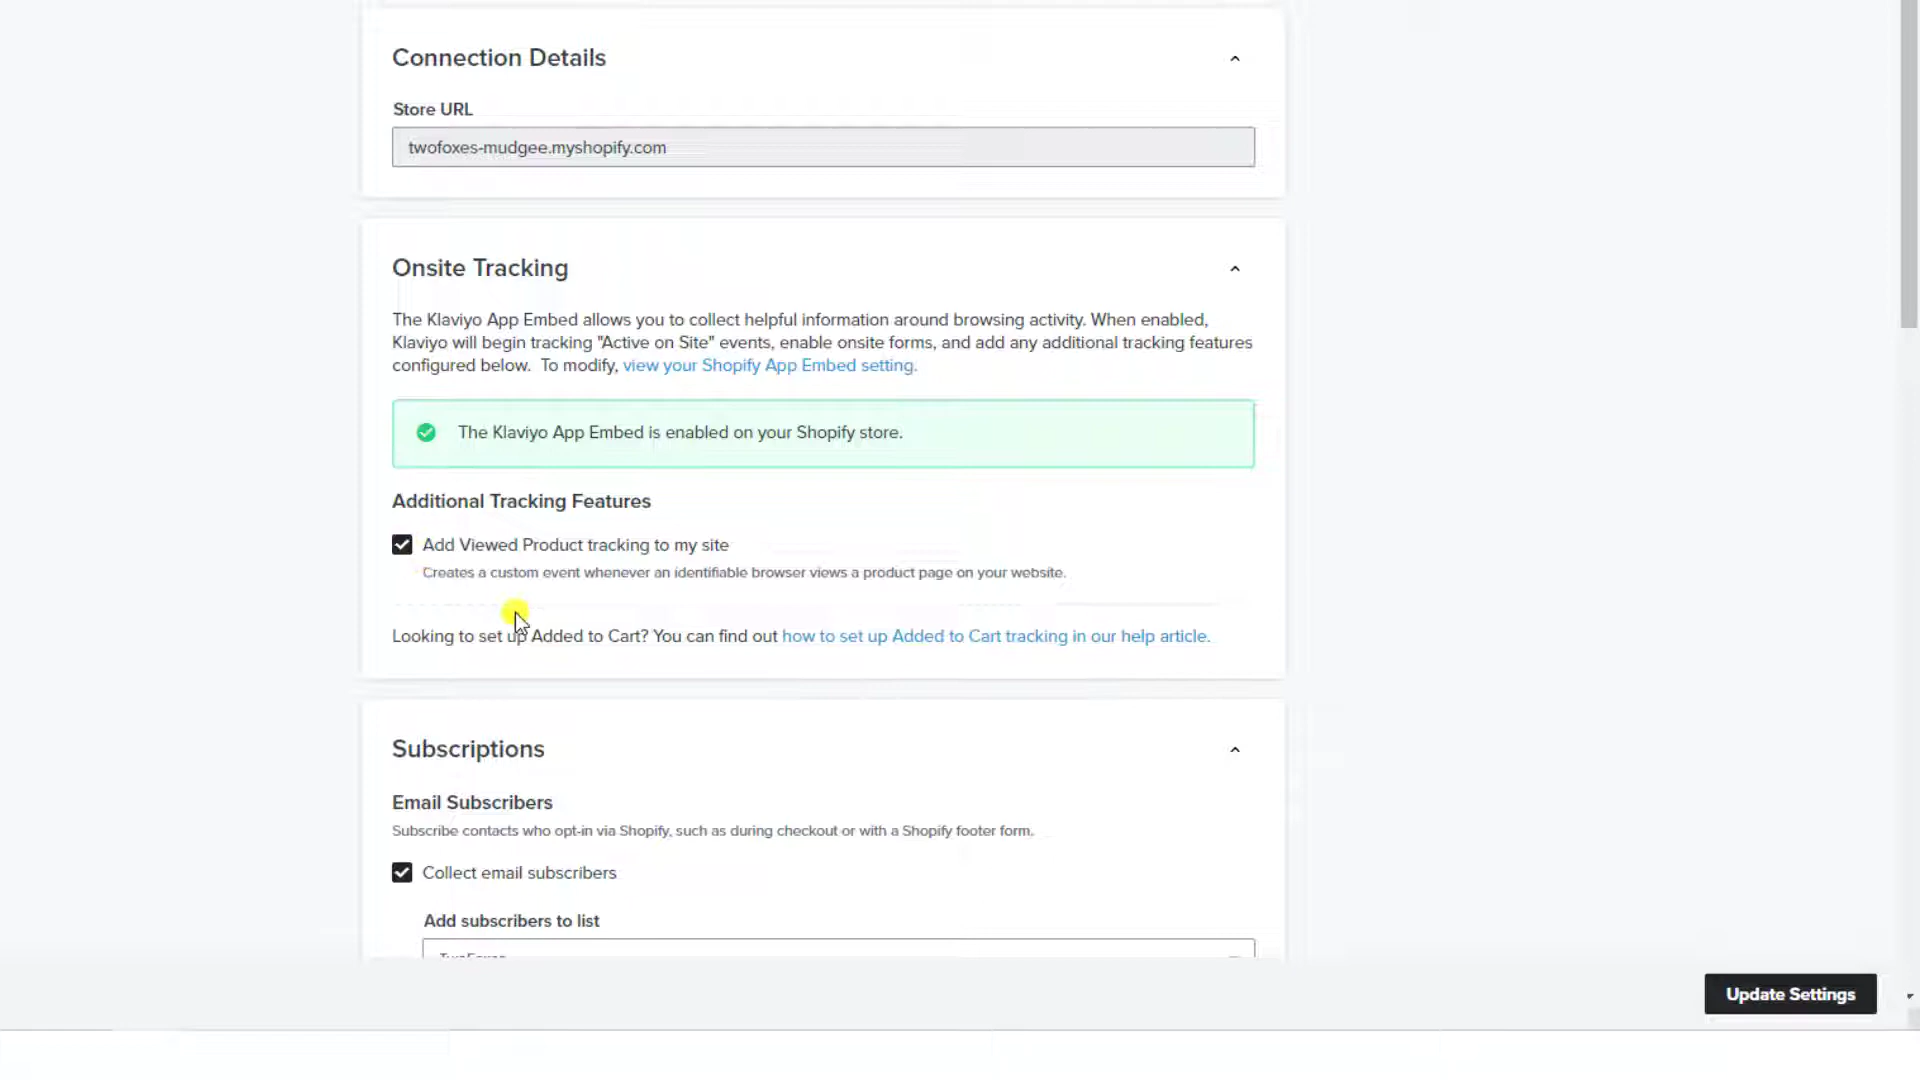 Connection Details
Store URL
twofoxes-mudgee.myshopify.com
Onsite Tracking
The Klaviyo App Embed allows you to collect helpful information around browsing activity. When enabled,
Klaviyo will begin tracking "Active on Site" events, enable onsite forms, and add any additional tracking features
configured below. To modify, view your Shopify App Embed setting.
The Klaviyo App Embed is enabled on your Shopify store.
Additional Tracking Features
Add Viewed Product tracking to my site
Creates a custom event whenever an identifiable browser views a product page on your website.
Looking to set up Added to Cart? You can find out how to set up Added to Cart tracking in our help article.
Subscriptions
Email Subscribers
Subscribe contacts who opt-in via Shopify, such as during checkout or with a Shopify footer form.
Collect email subscribers
Add subscribers to list
Update Settings